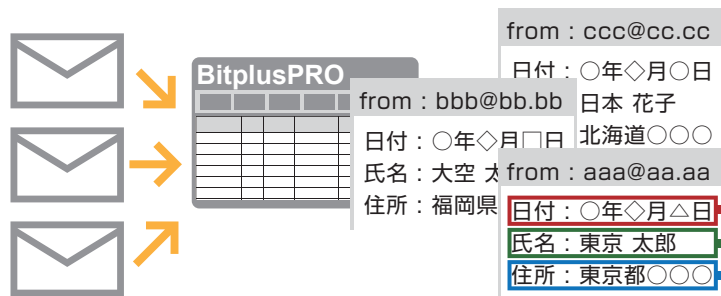 BitplusPRO
from：ccc@cc.cc
日付：○年◇月○日
日本 花子
北海道○○○
from：bbb@bb.bb
日付：○年◇月□日
氏名：大空
住所：福岡県
from：aaa@aa.aa
日付：○年◇月△日
氏名：東京 太郎
住所：東京都○○○